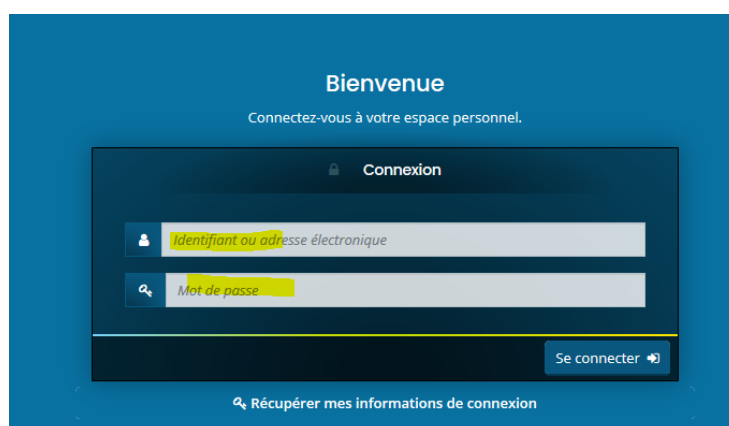 Bienvenue
Connectez-vous à votre espace personnel.
Connexion
Identifiant ou adresse électronique
Mot de passe
Se connecter
Récupérer mes informations de connexion